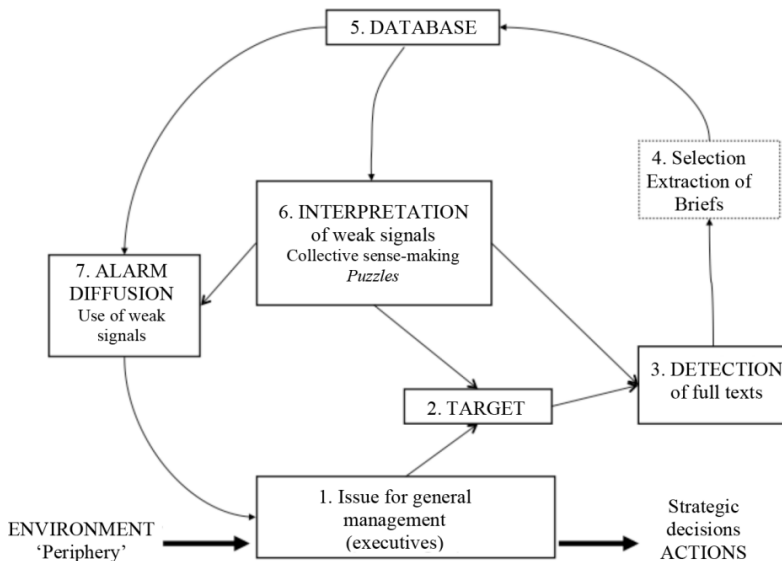 5. DATABASE
4. Selection
Extraction of
Briefs
6. INTERPRETATION
of weak signals
Collective sense-making
Puzzles
7. ALARM
DIFFUSION
Use of weak
signals
3. DETECTION
of full texts
2. TARGET
1. Issue for general
management
(executives)
ENVIRONMENT
‘Periphery’
Strategic
decisions
ACTIONS